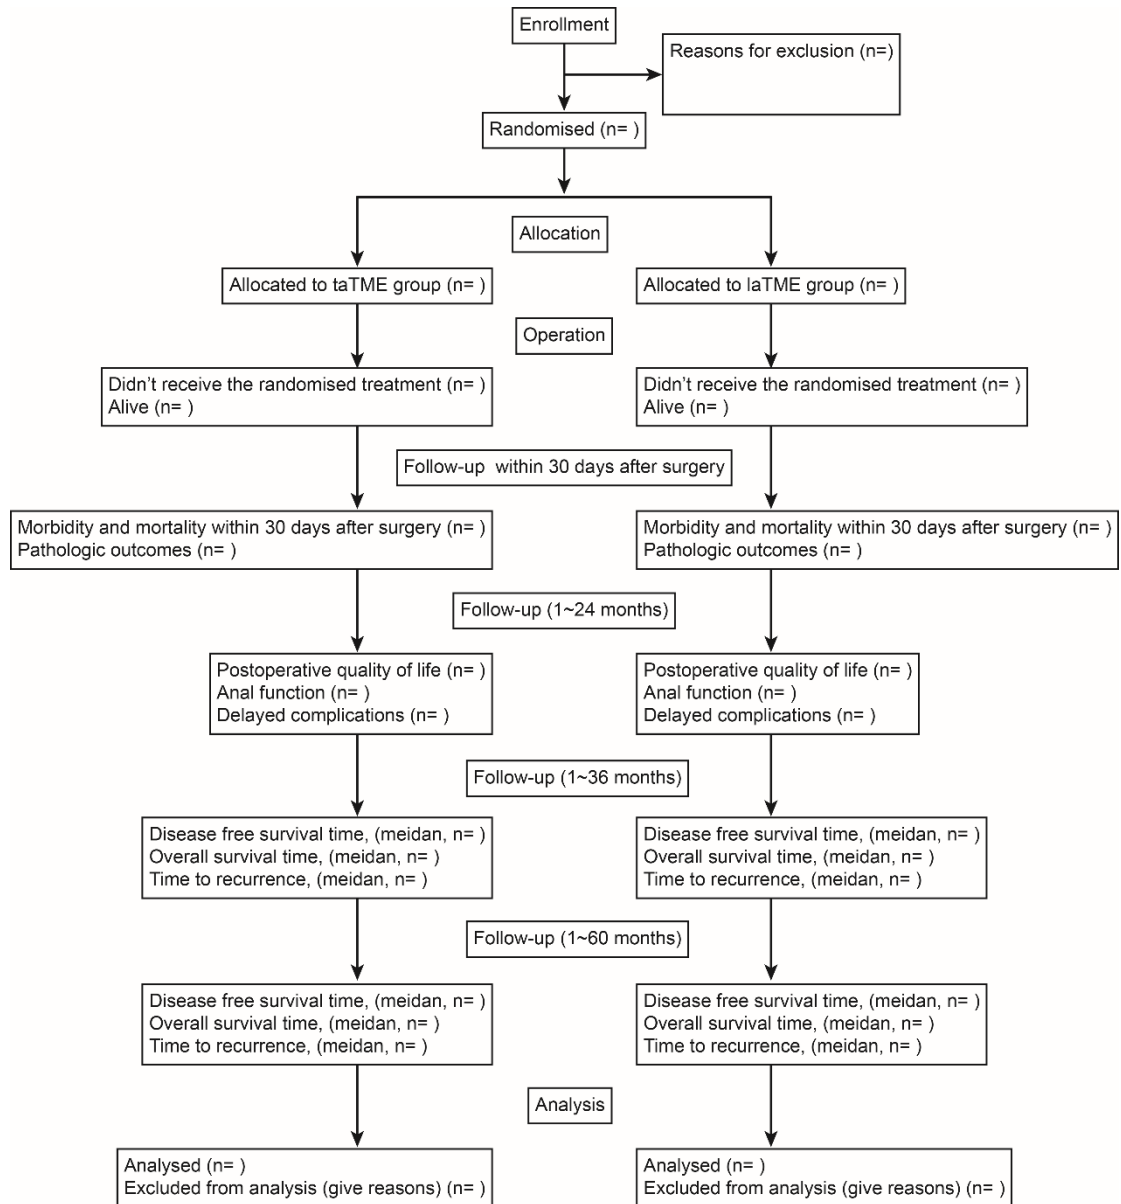 Enrollment
Reasons for exclusion (n=)
Randomised (n= )
Allocation
Allocated to taTME group (n= )
Allocated to laTME group (n= )
Operation
Didn't receive the randomised treatment (n= )
Alive (n= )
Didn't receive the randomised treatment (n= )
Alive (n= )
Follow-up within 30 days after surgery
Morbidity and mortality within 30 days after surgery (n= )
Pathologic outcomes (n= )
Morbidity and mortality within 30 days after surgery (n= )
Pathologic outcomes (n= )
Follow-up (1~24 months)
Postoperative quality of life (n= )
Anal function (n= )
Delayed complications (n= )
Postoperative quality of life (n= )
Anal function (n= )
Delayed complications (n= )
Follow-up (1~36 months)
Disease free survival time, (meidan, n= )
Overall survival time, (meidan, n= )
Time to recurrence, (meidan, n= )
Disease free survival time, (meidan, n= )
Overall survival time, (meidan, n= )
Time to recurrence, (meidan, n= )
Follow-up (1~60 months)
Disease free survival time, (meidan, n= )
Overall survival time, (meidan, n= )
Time to recurrence, (meidan, n= )
Disease free survival time, (meidan, n= )
Overall survival time, (meidan, n= )
Time to recurrence, (meidan, n= )
Analysis
Analysed (n= )
Excluded from analysis (give reasons) (n= )
Analysed (n= )
Excluded from analysis (give reasons) (n= )